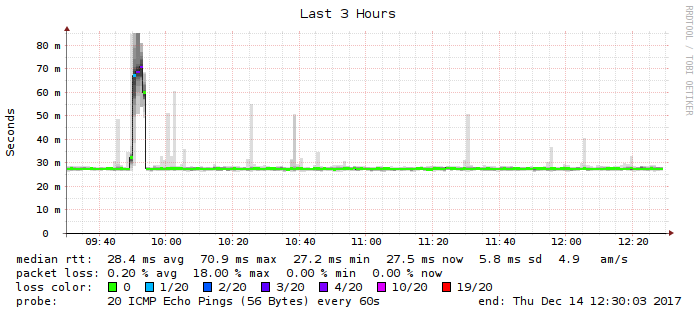 Last 3 Hours
RRDTOOL / TOBI OETIKER
Seconds
80 m
70 m
60 m
50 m
40 m
30 m
20 m
10 m
0
09:40 10:00 10:20 10:40 11:00 11:20 11:40 12:00 12:20
median rtt: 28.4 ms avg 70.9 ms max 27.2 ms min 27.5 ms now 5.8 ms sd 4.9 am/s
packet loss: 0.20 % avg 18.00 % max 0.00 % min 0.00 % now
loss color: 0 1/20 2/20 3/20 4/20 10/20 19/20
probe: 20 ICMP Echo Pings (56 Bytes) every 60s end: Thu Dec 14 12:30:03 2017